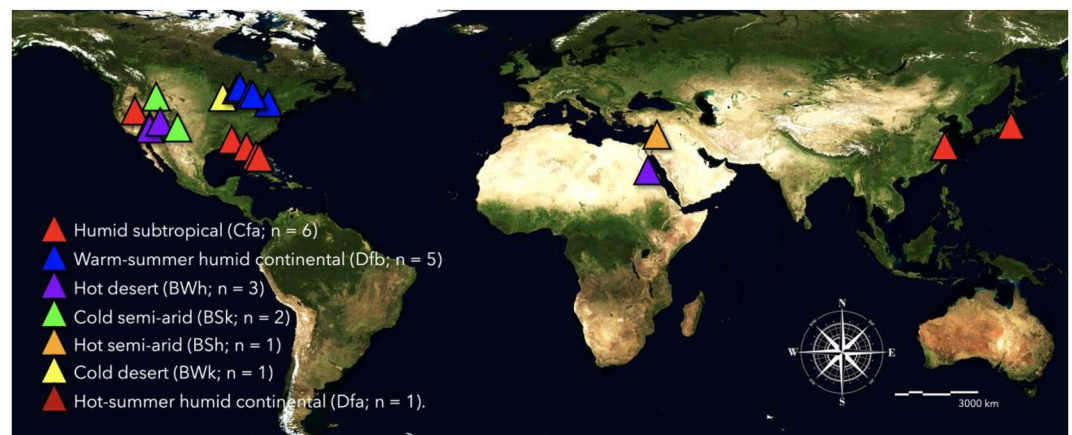 Humid subtropical (Cfa; n = 6)
Warm-summer humid continental (Dfb; n = 5)
Hot desert (BWh; n = 3)
Cold semi-arid (BSk; n = 2)
Hot semi-arid (BSh; n = 1)
Cold desert (BWk; n = 1)
Hot-summer humid continental (Dfa; n = 1).
N
W E
S
3000 km